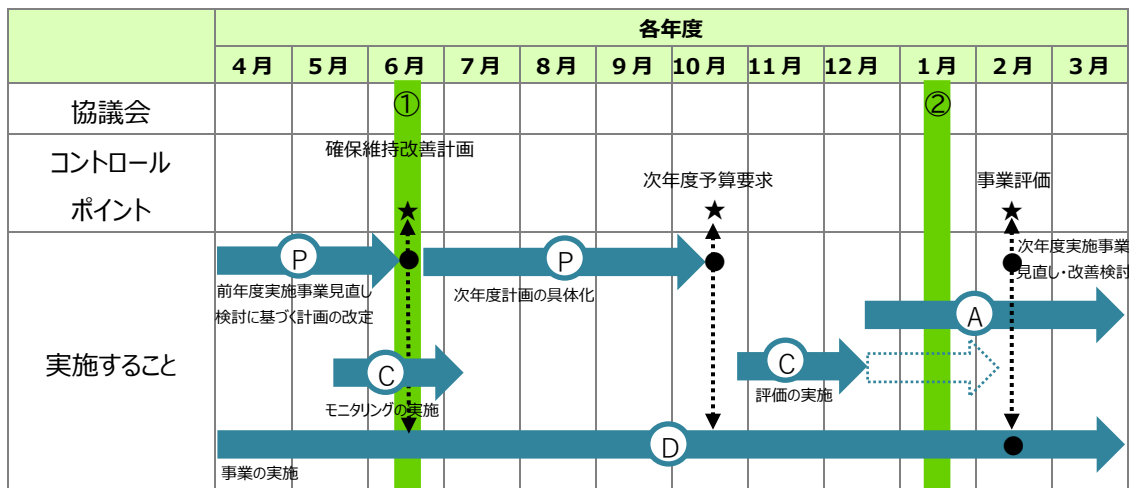 各年度
4月 5月 6月 7月 8月 9月 10月 11月 12月 1月 2月 3月
協議会
① ②
コントロール
ポイント
確保維持改善計画
次年度予算要求
事業評価
★ ★ ★
実施すること
P
前年度実施事業見直し
検討に基づく計画の改定
P
次年度計画の具体化
次年度実施事業
見直し・改善検討
A
C
モニタリングの実施
C
評価の実施
D
事業の実施